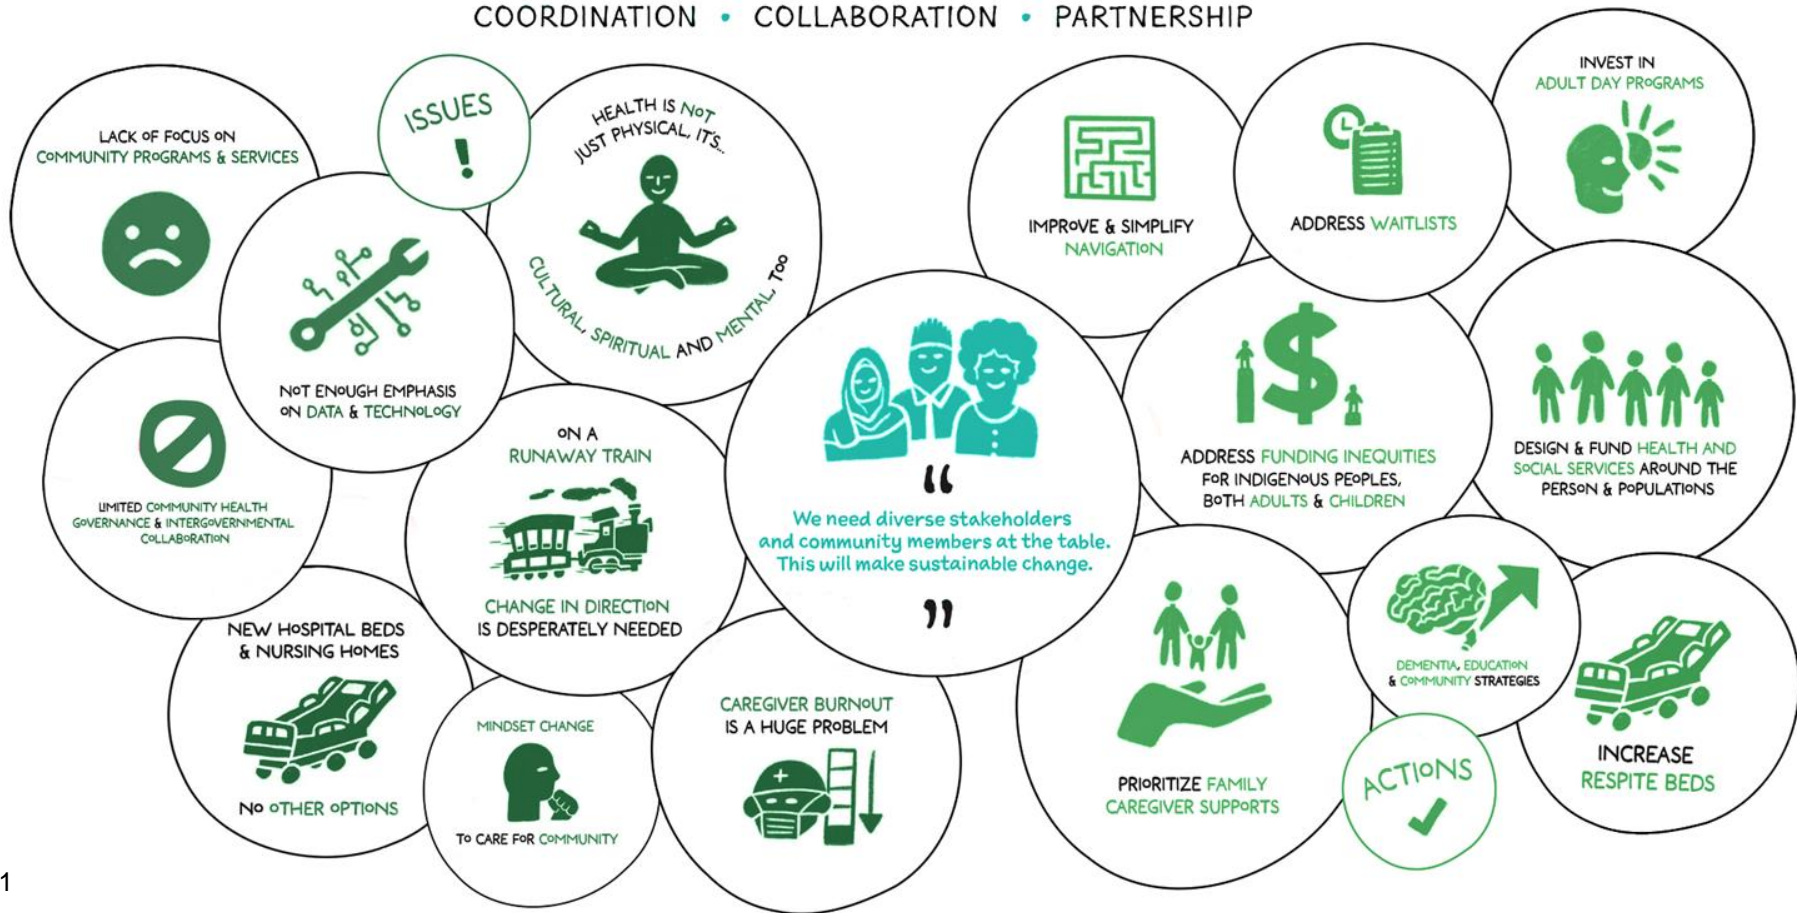 COORDINATION • COLLABORATION • PARTNERSHIP
ISSUES
!
LACK OF FOCUS ON
COMMUNITY PROGRAMS & SERVICES
HEALTH IS NOT
JUST PHYSICAL, IT'S...
CULTURAL, SPIRITUAL AND MENTAL, TOO
NOT ENOUGH EMPHASIS
ON DATA & TECHNOLOGY
LIMITED COMMUNITY HEALTH
GOVERNANCE & INTERGOVERNMENTAL
COLLABORATION
ON A
RUNAWAY TRAIN
CHANGE IN DIRECTION
IS DESPERATELY NEEDED
NEW HOSPITAL BEDS
& NURSING HOMES
NO OTHER OPTIONS
MINDSET CHANGE
TO CARE FOR COMMUNITY
CAREGIVER BURNOUT
IS A HUGE PROBLEM
“
We need diverse stakeholders
and community members at the table.
This will make sustainable change.
”
IMPROVE & SIMPLIFY
NAVIGATION
ADDRESS WAITLISTS
INVEST IN
ADULT DAY PROGRAMS
$
ADDRESS FUNDING INEQUITIES
FOR INDIGENOUS PEOPLES,
BOTH ADULTS & CHILDREN
DESIGN & FUND HEALTH AND
SOCIAL SERVICES AROUND THE
PERSON & POPULATIONS
PRIORITIZE FAMILY
CAREGIVER SUPPORTS
DEMENTIA, EDUCATION
& COMMUNITY STRATEGIES
INCREASE
RESPITE BEDS
ACTIONS
1